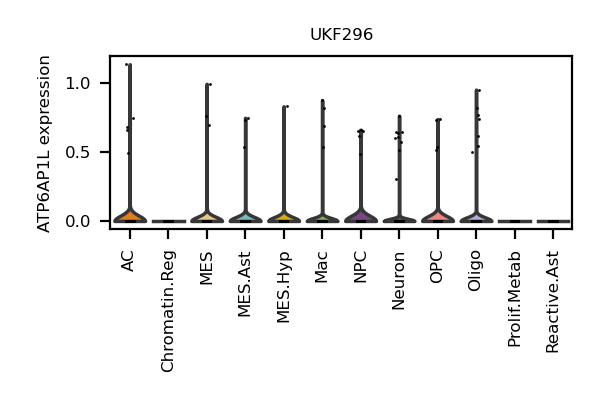 UKF296
ATP6AP1L expression
1.0
0.5
0.0
AC
Chromatin.Reg
MES
MES.Ast
MES.Hyp
Mac
NPC
Neuron
OPC
Oligo
Prolif.Metab
Reactive.Ast